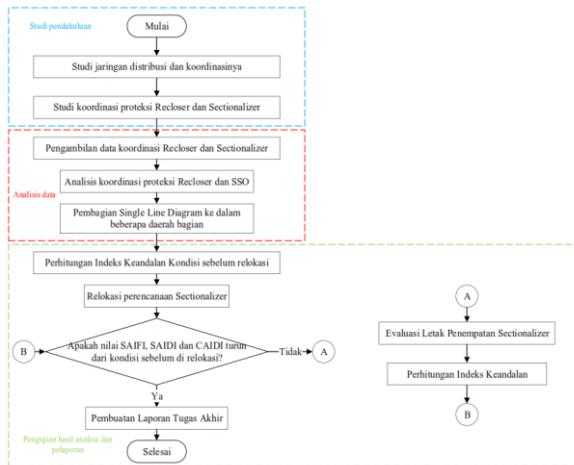 Studi pendahuluan
Mulai
Studi jaringan distribusi dan koordinasinya
Studi koordinasi proteksi Recloser dan Sectionalizer
Pengambilan data koordinasi Recloser dan Sectionalizer
Analisis data
Analisis koordinasi proteksi Recloser dan SSO
Pembagian Single Line Diagram ke dalam
beberapa daerah bagian
Perhitungan Indeks Keandalan Kondisi sebelum relokasi
Relokasi perencanaan Sectionalizer
B
Apakah nilai SAIFI, SAIDI dan CAIDI turun
dari kondisi sebelum di relokasi?
Tidak
A
Ya
Pembuatan Laporan Tugas Akhir
Pengujian hasil analisa dan
pelaporan
Selesai
A
Evaluasi Letak Penempatan Sectionalizer
Perhitungan Indeks Keandalan
B